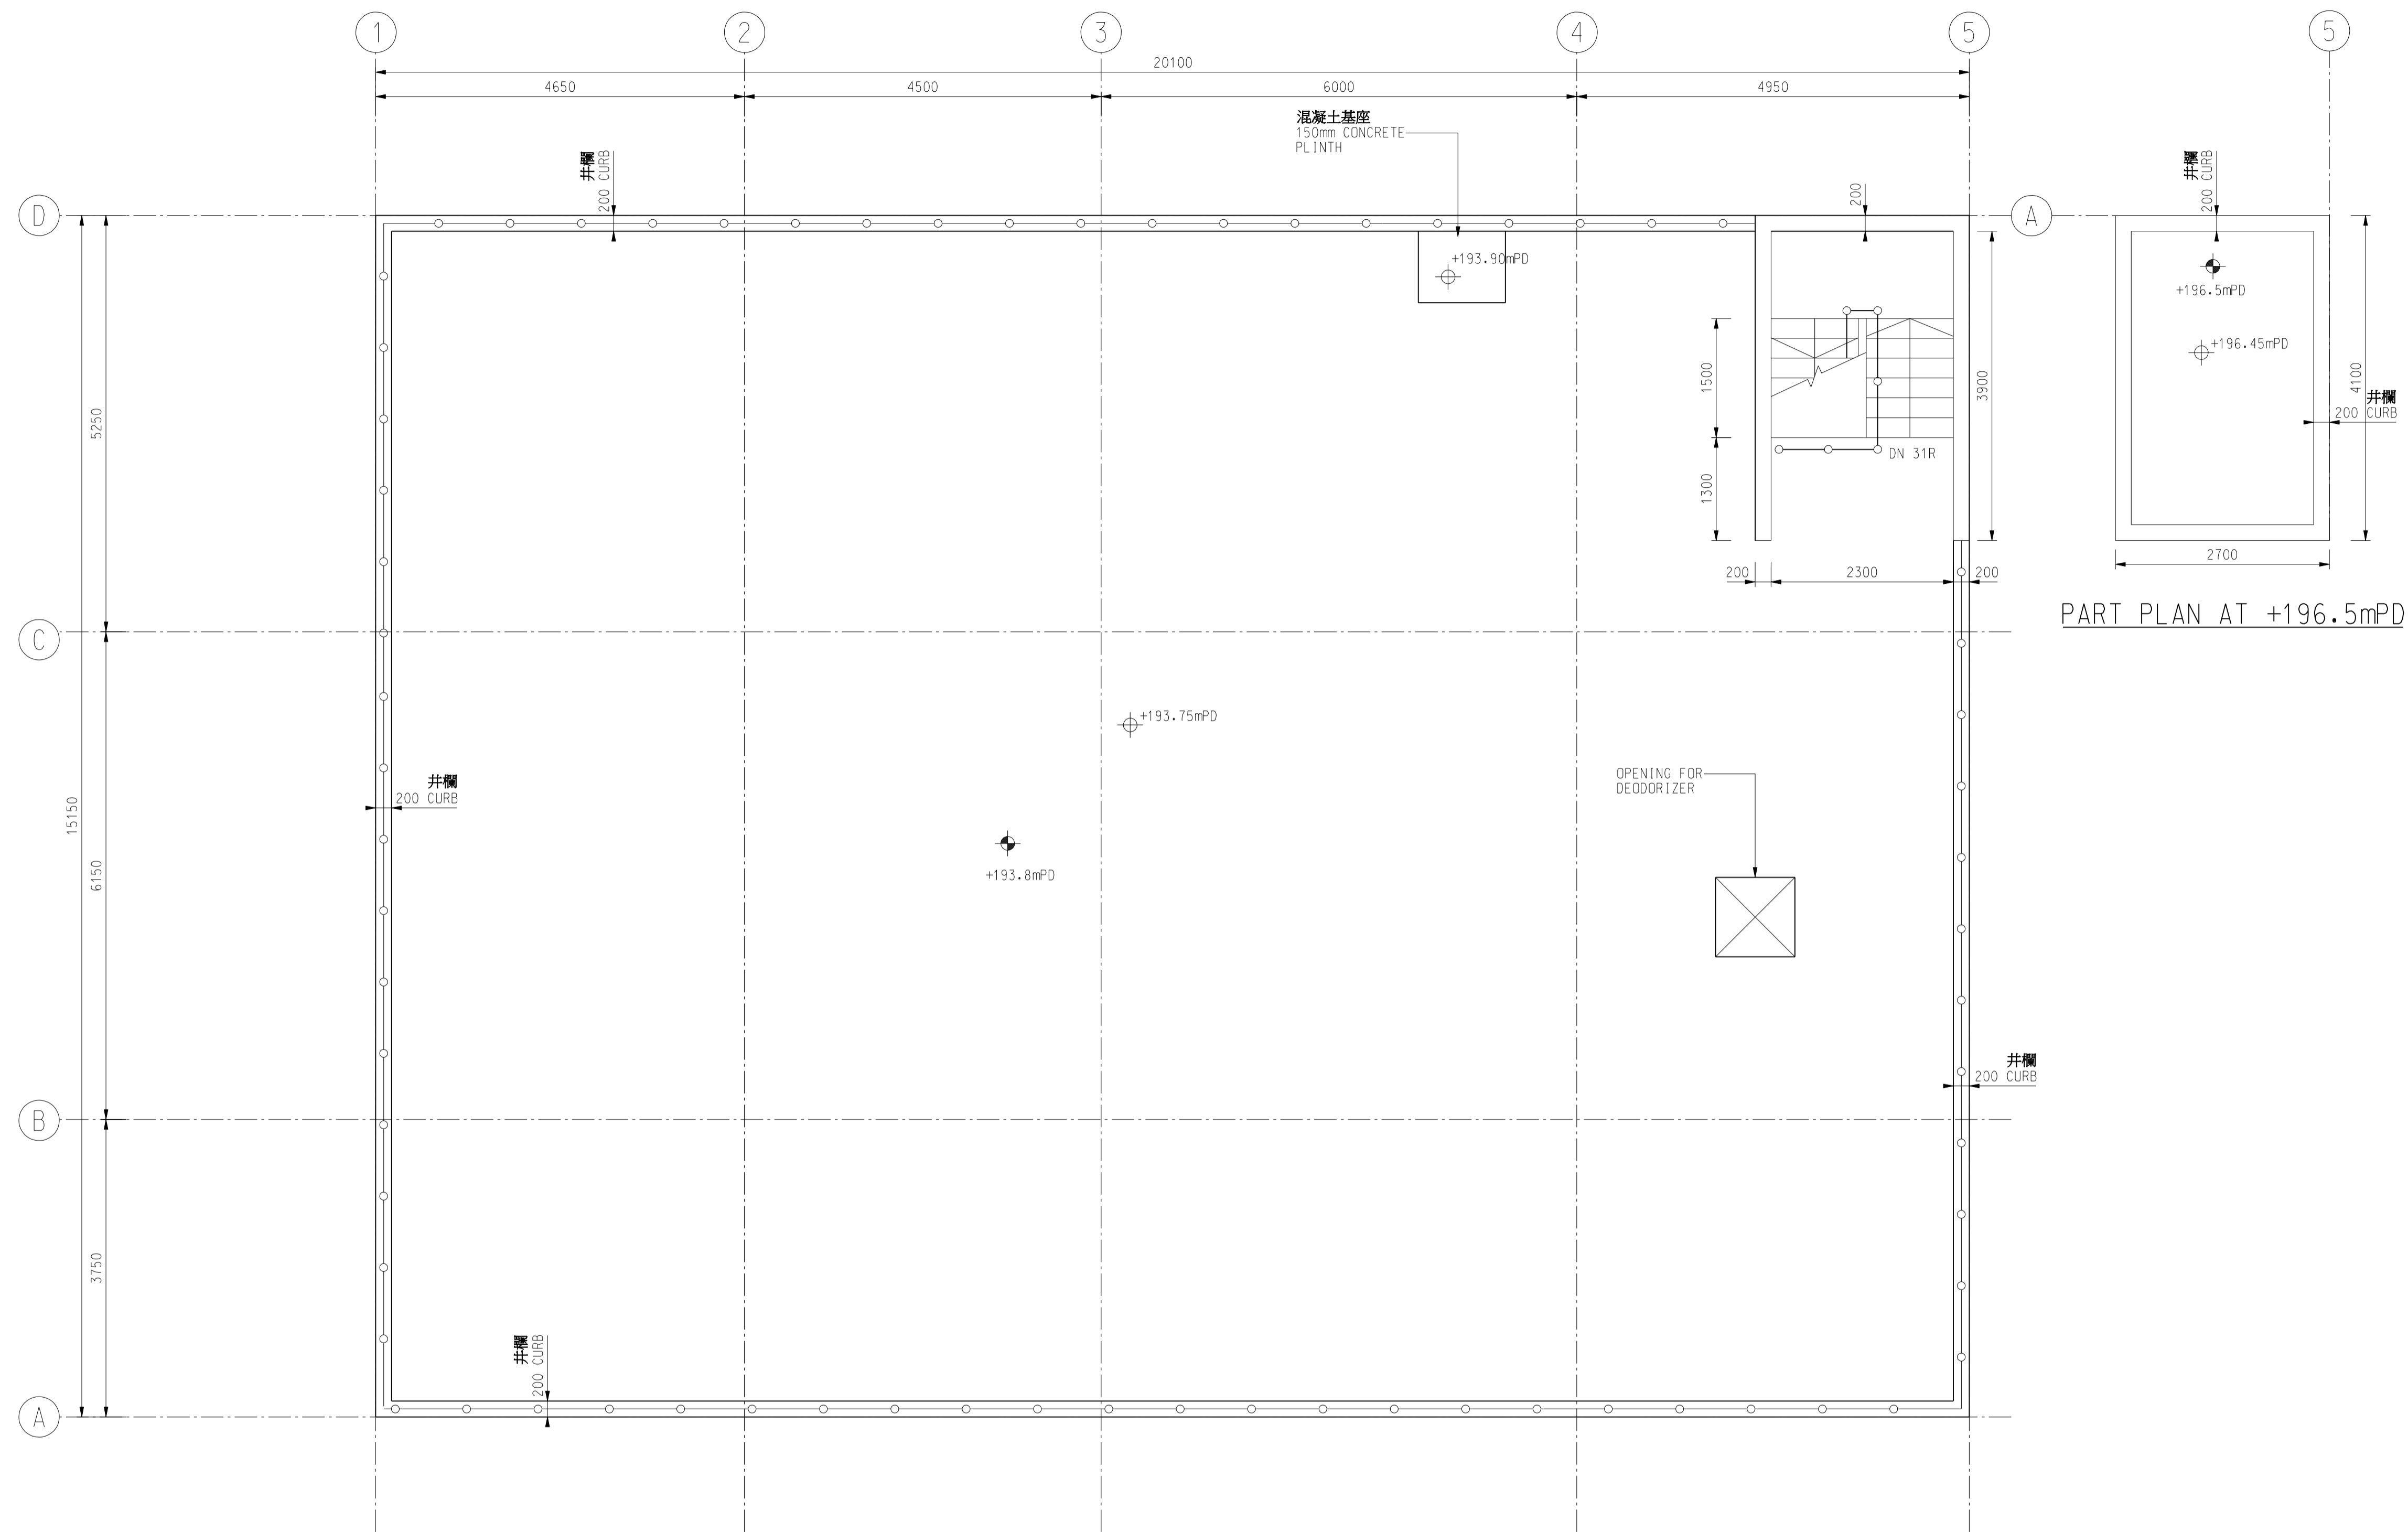 1
2
3
4
5
5
20100
4650
4500
6000
4950
混凝土基座
150mm CONCRETE
PLINTH
井欄
200 CURB
200
井欄
200 CURB
D
A
+193.90mPD
+196.5mPD
+196.45mPD
1500
3900
4100
井欄
200 CURB
5250
DN 31R
1300
200
2300
200
2700
PART PLAN AT +196.5mPD
C
+193.75mPD
OPENING FOR
DEODORIZER
井欄
200 CURB
15150
6150
+193.8mPD
井欄
200 CURB
B
3750
井欄
200 CURB
A